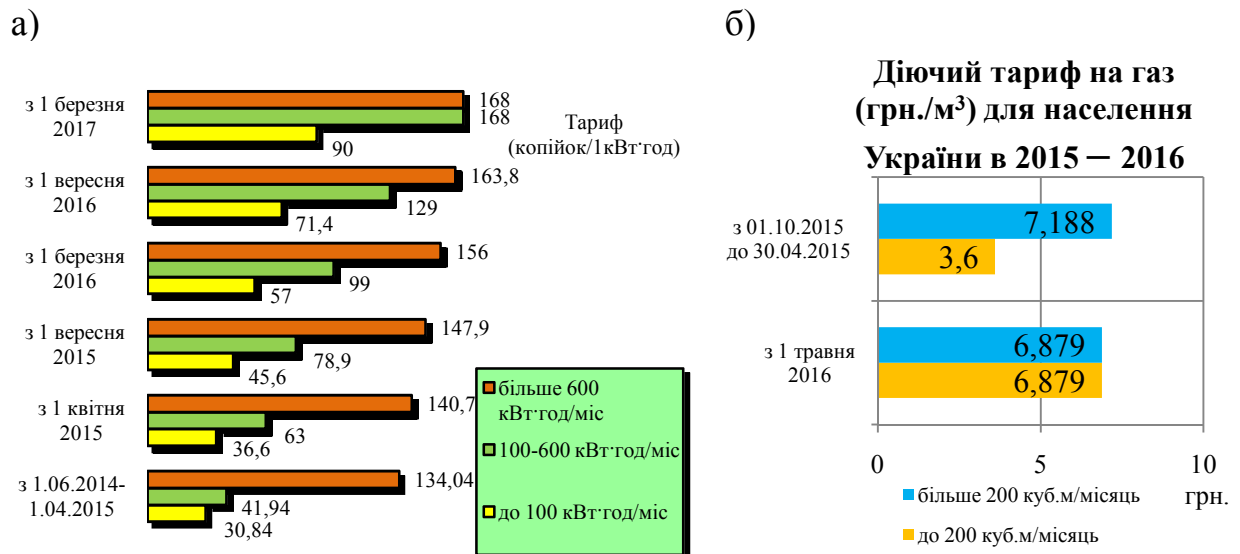 а)
з 1 березня
2017
168
168
90
Тариф
(копійок/1кВт·год)
з 1 вересня
2016
163,8
129
71,4
з 1 березня
2016
156
99
57
з 1 вересня
2015
147,9
78,9
45,6
з 1 квітня
2015
140,7
63
36,6
з 1.06.2014-
1.04.2015
134,04
41,94
30,84
більше 600
кВт·год/міс
100-600 кВт·год/міс
до 100 кВт·год/міс
б)
Діючий тариф на газ
(грн./м³) для населення
України в 2015 – 2016
з 01.10.2015
до 30.04.2015
7,188
3,6
з 1 травня
2016
6,879
6,879
0 5 10
грн.
більше 200 куб.м/місяць
до 200 куб.м/місяць